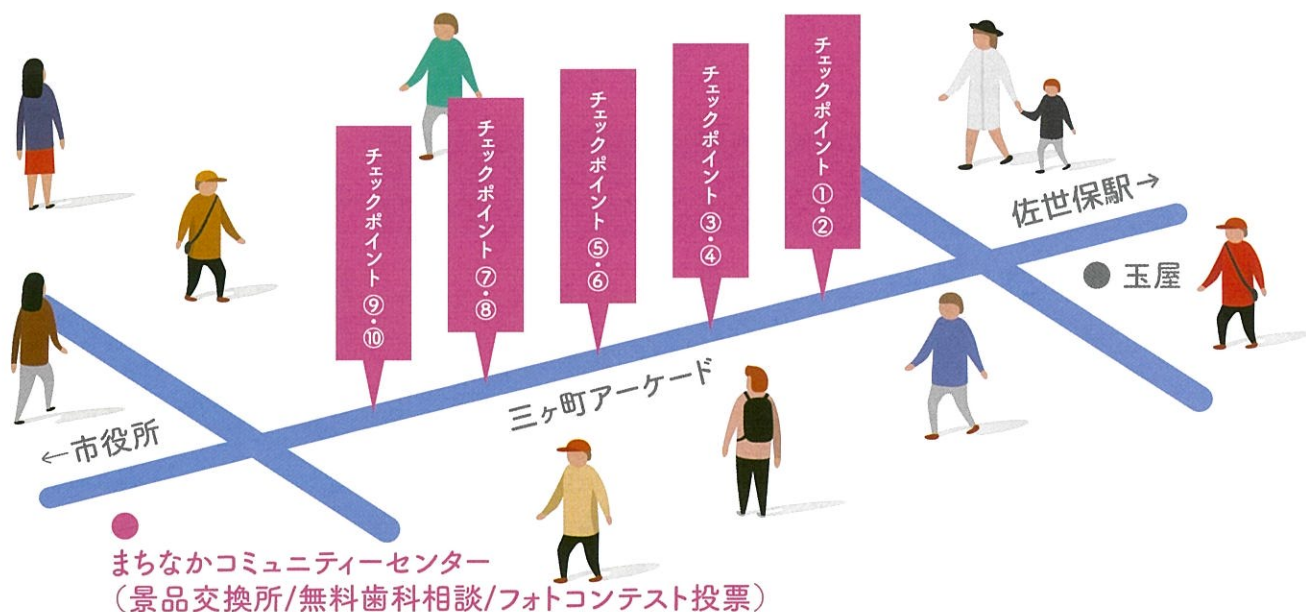 チェックポイント ①・②
チェックポイント ③・④
チェックポイント ⑤・⑥
チェックポイント ⑦・⑧
チェックポイント ⑨・⑩
佐世保駅→
玉屋
三ヶ町アーケード
←市役所
まちなかコミュニティーセンター
（景品交換所/無料歯科相談/フォトコンテスト投票）